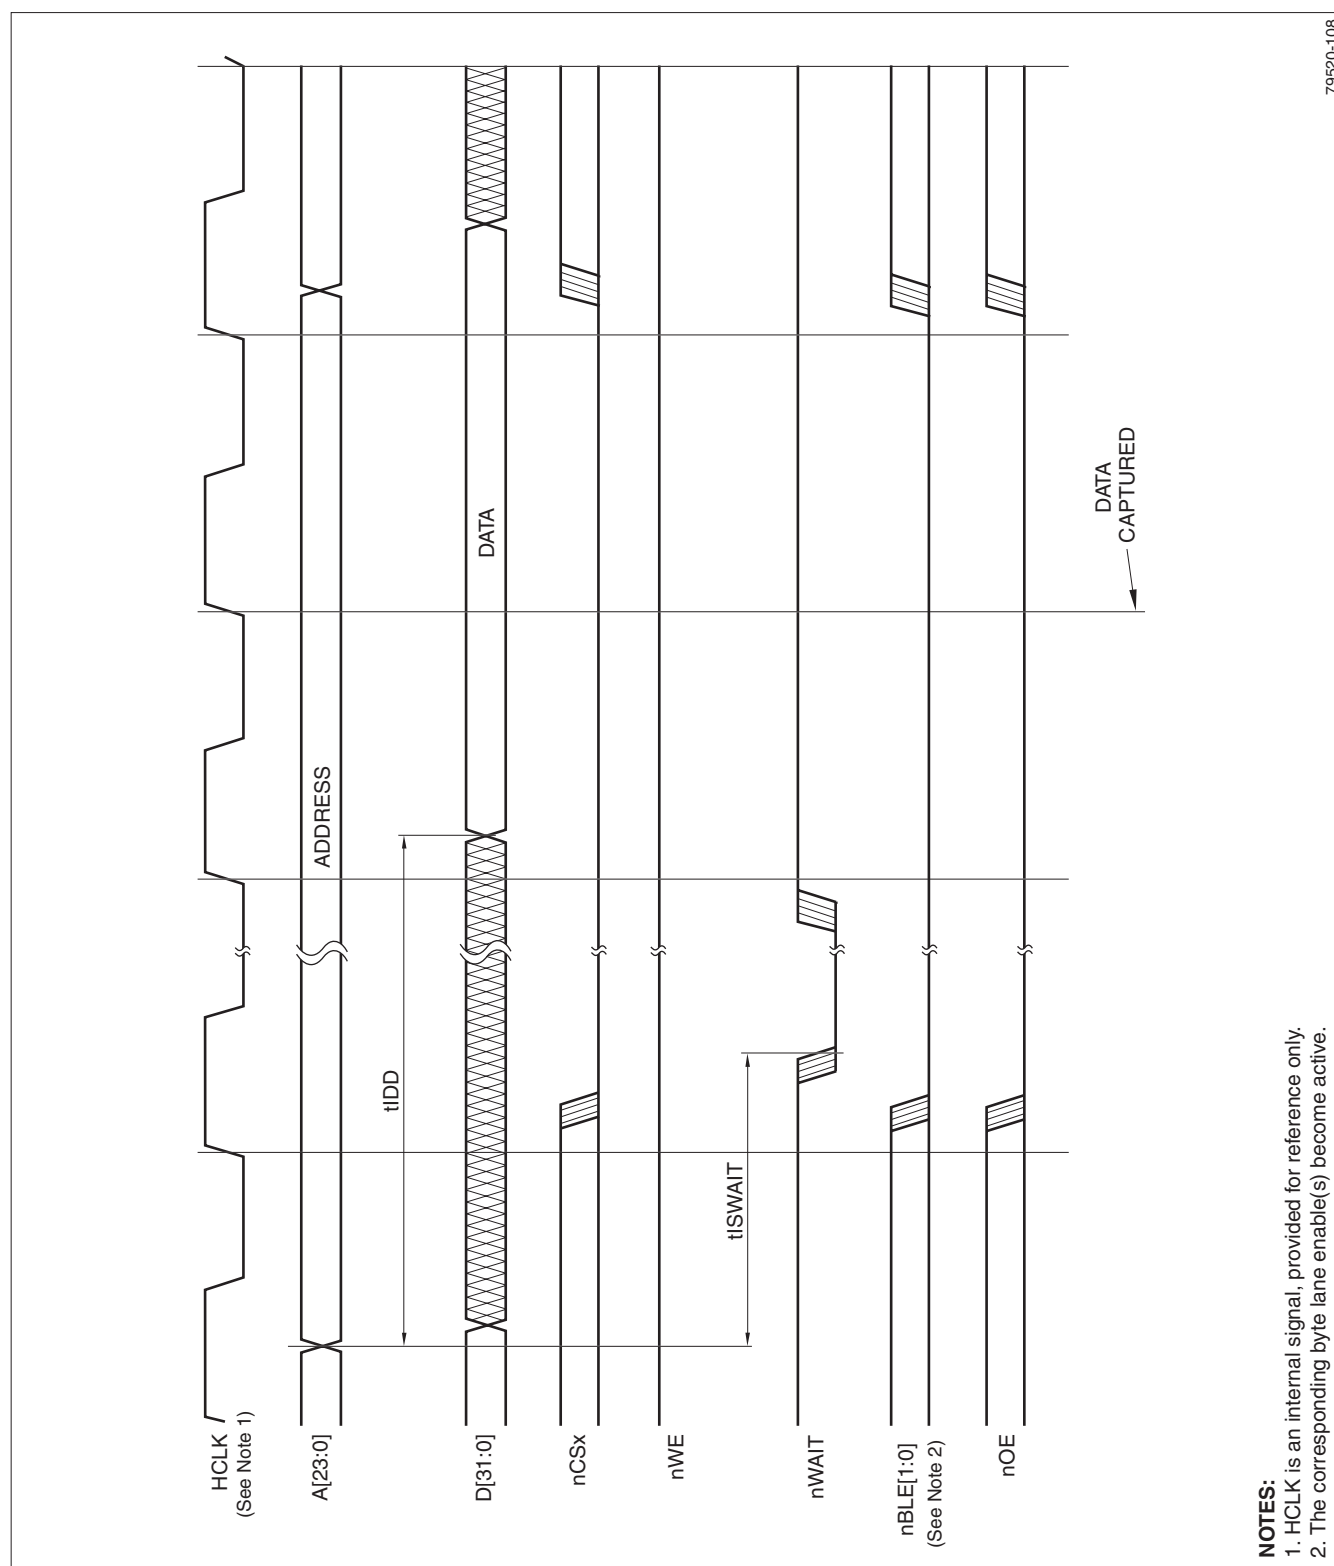 HCLK
(See Note 1)
A[23:0]
ADDRESS
tIDD
D[31:0]
DATA
nCSx
nWE
tISWAIT
nWAIT
nBLE[1:0]
(See Note 2)
nOE
DATA
CAPTURED
NOTES:
1. HCLK is an internal signal, provided for reference only.
2. The corresponding byte lane enable(s) become active.
79520-108